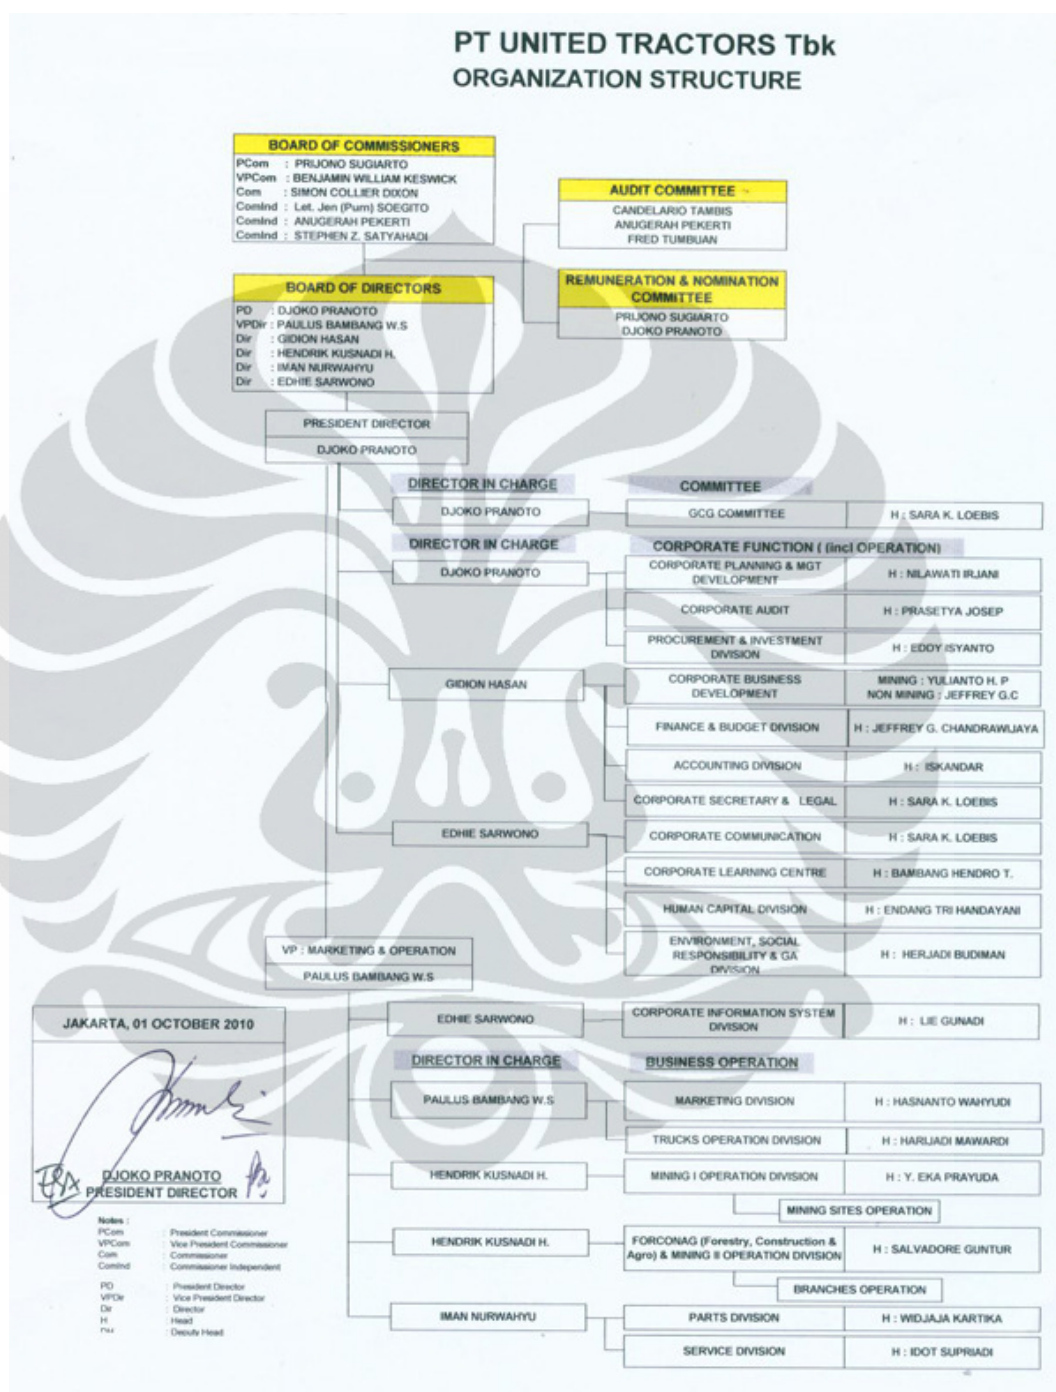 PT UNITED TRACTORS Tbk
ORGANIZATION STRUCTURE
BOARD OF COMMISSIONERS
PCom : PRIJONO SUGIARTO
VPCom : BENJAMIN WILLIAM KESWICK
Com : SIMON COLLIER DIXON
ComInd : Let. Jen (Purn) SOEGITO
ComInd : ANUGERAH PEKERTI
ComInd : STEPHEN Z. SATYAHADI
AUDIT COMMITTEE
CANDELARIO TAMBIS
ANUGERAH PEKERTI
FRED TUMBUAN
BOARD OF DIRECTORS
PD : DJOKO PRANOTO
VPDir : PAULUS BAMBANG W.S
Dir : GIDION HASAN
Dir : HENDRIK KUSNADI H.
Dir : IMAN NURWAHYU
Dir : EDHIE SARWONO
REMUNERATION & NOMINATION
COMMITTEE
PRIJONO SUGIARTO
DJOKO PRANOTO
PRESIDENT DIRECTOR
DJOKO PRANOTO
DIRECTOR IN CHARGE
COMMITTEE
DJOKO PRANOTO
GCG COMMITTEE
H : SARA K. LOEBIS
DIRECTOR IN CHARGE
CORPORATE FUNCTION ( (incl OPERATION)
DJOKO PRANOTO
CORPORATE PLANNING & MGT
DEVELOPMENT
H : NILAWATI IRJANI
CORPORATE AUDIT
H : PRASETYA JOSEP
PROCUREMENT & INVESTMENT
DIVISION
H : EDDY ISYANTO
GIDION HASAN
CORPORATE BUSINESS
DEVELOPMENT
MINING : YULIANTO H. P
NON MINING : JEFFREY G.C
FINANCE & BUDGET DIVISION
H : JEFFREY G. CHANDRAWIJAYA
ACCOUNTING DIVISION
H : ISKANDAR
CORPORATE SECRETARY & LEGAL
H : SARA K. LOEBIS
EDHIE SARWONO
CORPORATE COMMUNICATION
H : SARA K. LOEBIS
CORPORATE LEARNING CENTRE
H : BAMBANG HENDRO T.
HUMAN CAPITAL DIVISION
H : ENDANG TRI HANDAYANI
ENVIRONMENT, SOCIAL
RESPONSIBILITY & GA
DIVISION
H : HERJADI BUDIMAN
VP : MARKETING & OPERATION
PAULUS BAMBANG W.S
EDHIE SARWONO
CORPORATE INFORMATION SYSTEM
DIVISION
H : LIE GUNADI
DIRECTOR IN CHARGE
BUSINESS OPERATION
PAULUS BAMBANG W.S
MARKETING DIVISION
H : HASNANTO WAHYUDI
TRUCKS OPERATION DIVISION
H : HARIJADI MAWARDI
HENDRIK KUSNADI H.
MINING I OPERATION DIVISION
H : Y. EKA PRAYUDA
MINING SITES OPERATION
HENDRIK KUSNADI H.
FORCONAG (Forestry, Construction &
Agro) & MINING II OPERATION DIVISION
H : SALVADORE GUNTUR
BRANCHES OPERATION
IMAN NURWAHYU
PARTS DIVISION
H : WIDJAJA KARTIKA
SERVICE DIVISION
H : IDOT SUPRIADI
JAKARTA, 01 OCTOBER 2010
DJOKO PRANOTO
PRESIDENT DIRECTOR
Notes :
PCom : President Commissioner
VPCom : Vice President Commissioner
Com : Commissioner
ComInd : Commissioner Independent
PD : President Director
VPDir : Vice President Director
Dir : Director
H : Head
DH : Deputy Head